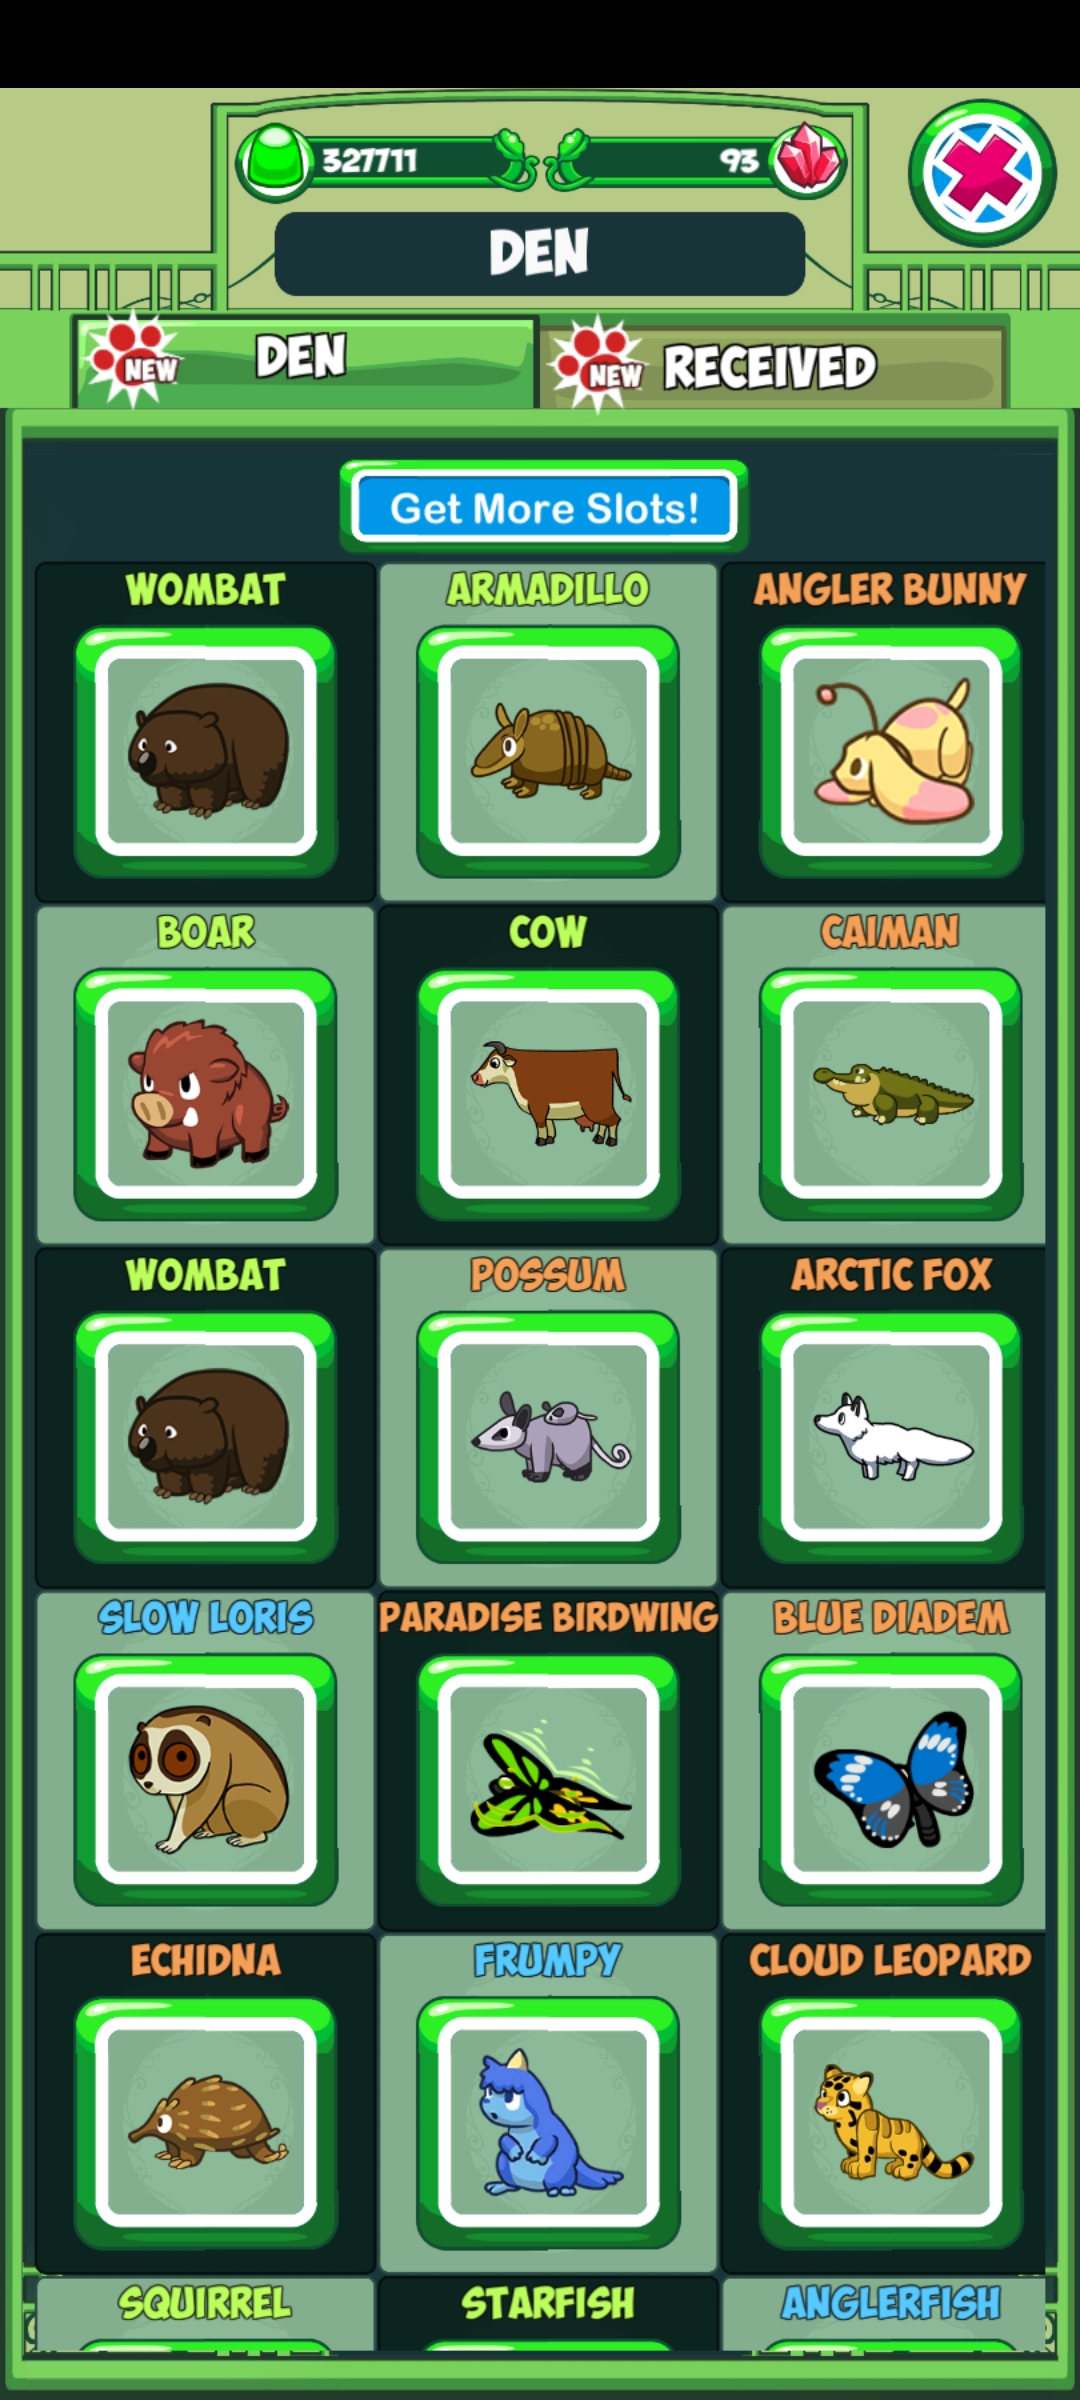 327711 93
DEN
NEW DEN NEW RECEIVED
Get More Slots!
WOMBAT ARMADILLO ANGLER BUNNY
BOAR COW CAIMAN
WOMBAT POSSUM ARCTIC FOX
SLOW LORIS PARADISE BIRDWING BLUE DIADEM
ECHIDNA FRUMPY CLOUD LEOPARD
SQUIRREL STARFISH ANGLERFISH